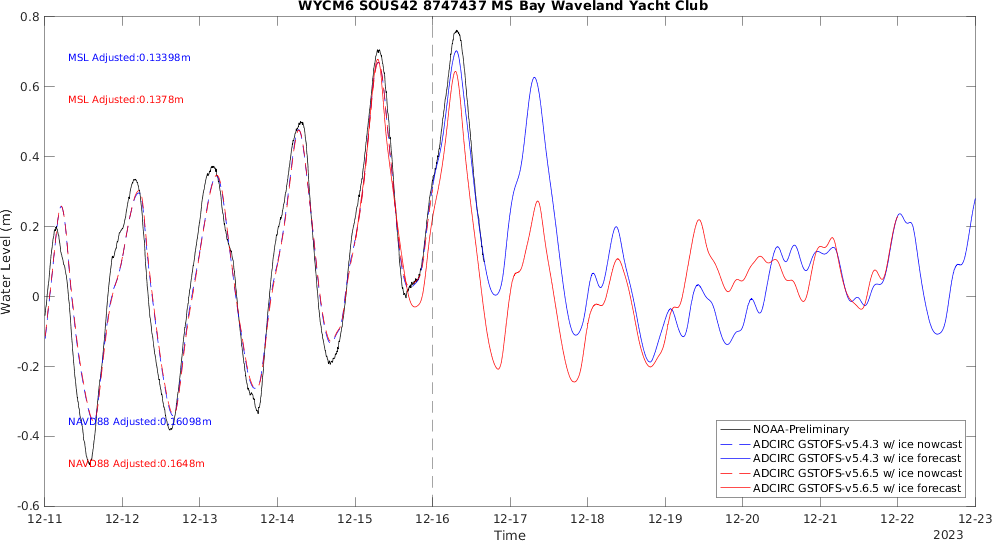 WYCM6 SOUS42 8747437 MS Bay Waveland Yacht Club
0.8
0.6
0.4
0.2
0
-0.2
-0.4
-0.6
Water Level (m)
MSL Adjusted:0.13398m
MSL Adjusted:0.1378m
NAVD88 Adjusted:0.16098m
NAVD88 Adjusted:0.1648m
NOAA-Preliminary
ADCIRC GSTOFS-v5.4.3 w/ ice nowcast
ADCIRC GSTOFS-v5.4.3 w/ ice forecast
ADCIRC GSTOFS-v5.6.5 w/ ice nowcast
ADCIRC GSTOFS-v5.6.5 w/ ice forecast
12-11 12-12 12-13 12-14 12-15 12-16 12-17 12-18 12-19 12-20 12-21 12-22 12-23
Time
2023